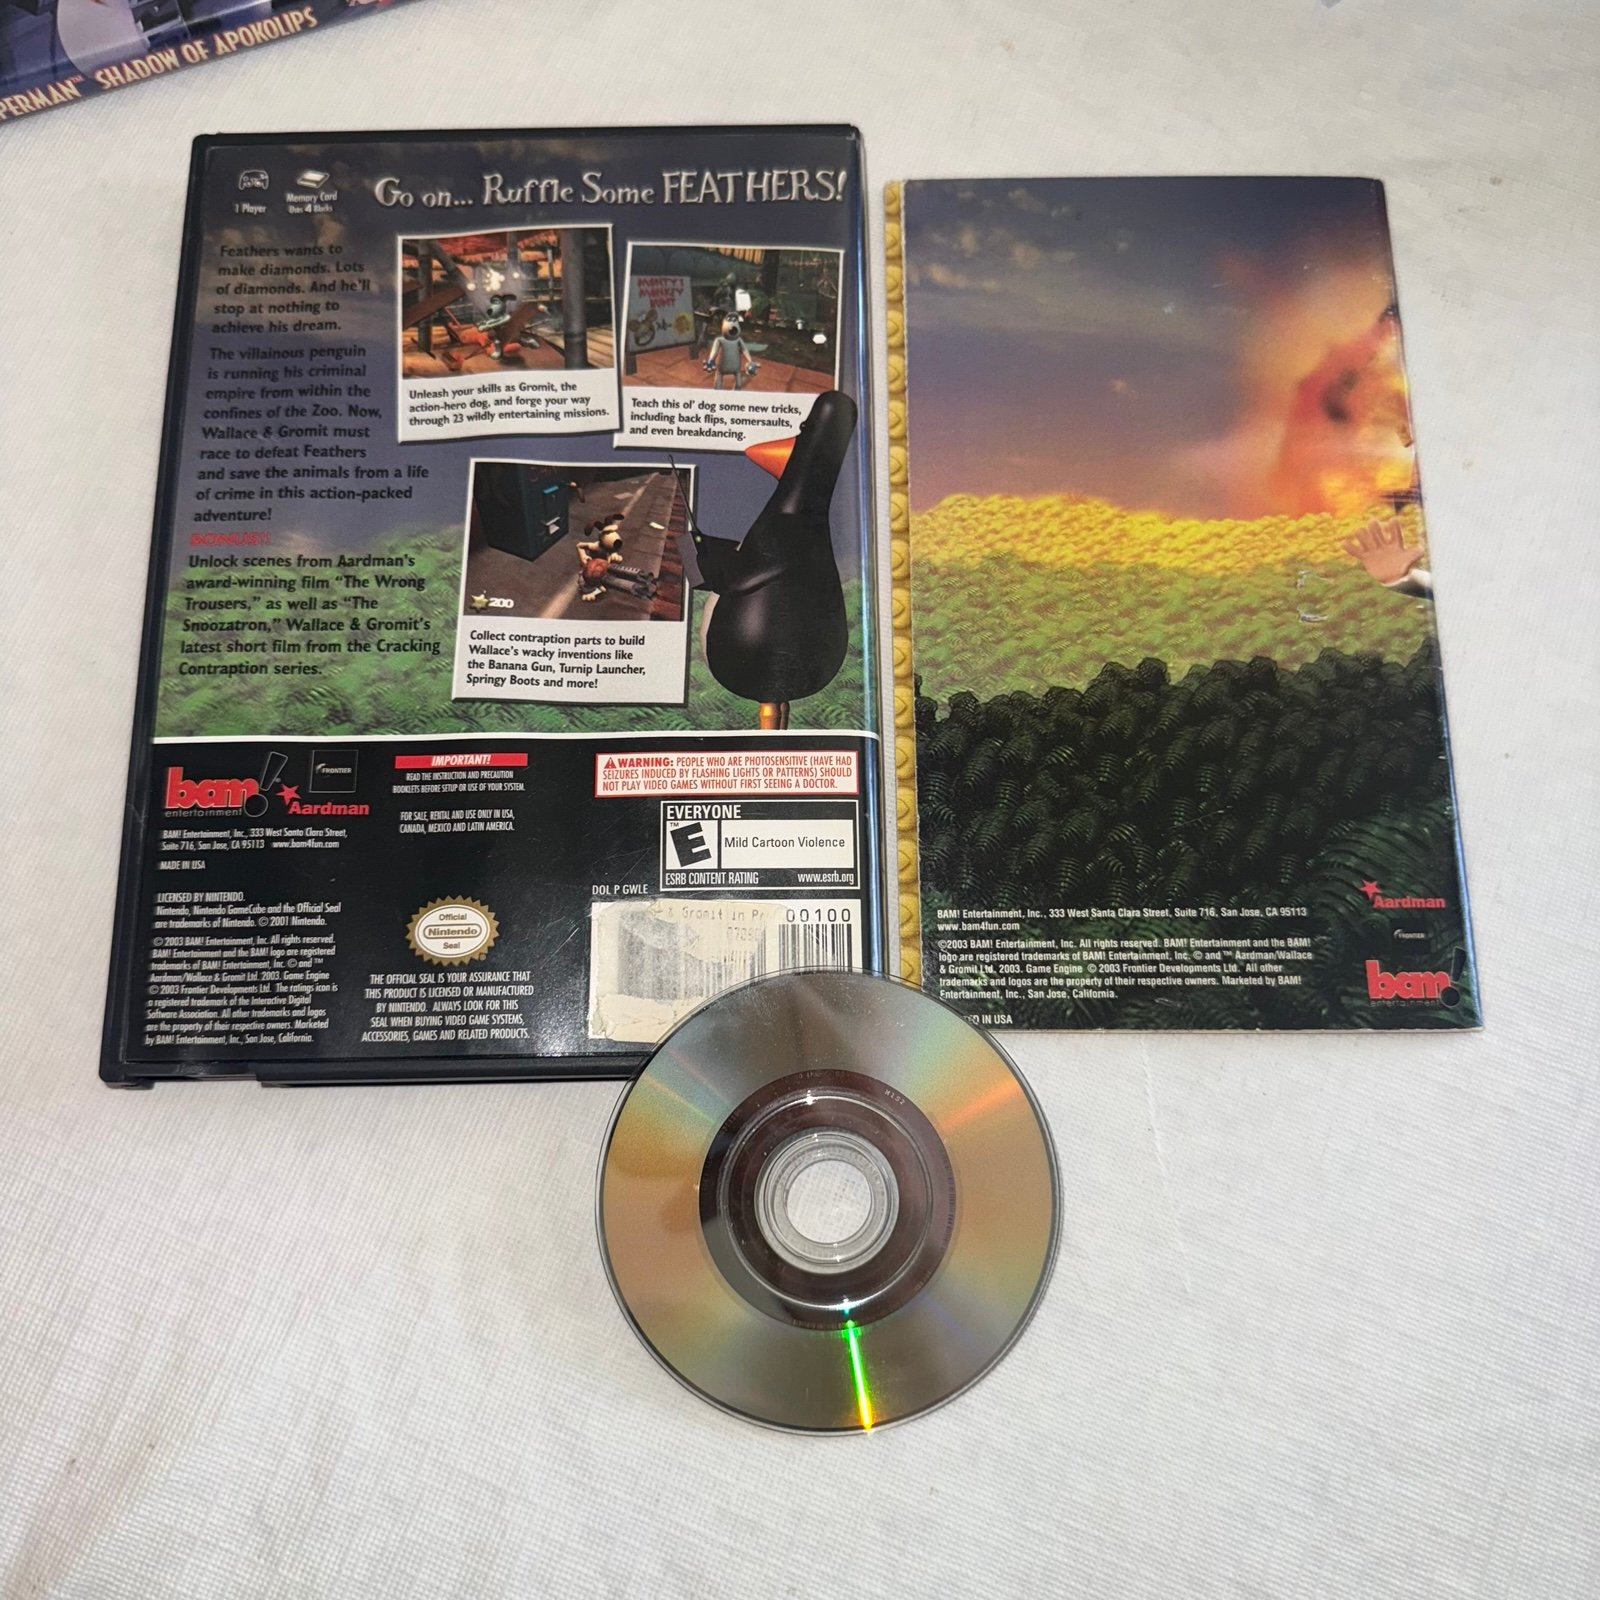 PERMAN™ SHADOW OF APOKOLIPS
1 Player
Memory Card
Uses 4 Blocks
Go on... Ruffle Some FEATHERS!
Feathers wants to
make diamonds. Lots
of diamonds. And he'll
stop at nothing to
achieve his dream.
The villainous penguin
is running his criminal
empire from within the
confines of the Zoo. Now,
Wallace & Gromit must
race to defeat Feathers
and save the animals from a life
of crime in this action-packed
adventure!
BONUS!!
Unlock scenes from Aardman's
award-winning film “The Wrong
Trousers,” as well as “The
Snoozatron,” Wallace & Gromit's
latest short film from the Cracking
Contraption series.
Unleash your skills as Gromit, the
action-hero dog, and forge your way
through 23 wildly entertaining missions.
MONTY'S
MONKEY
HUNT
Teach this ol' dog some new tricks,
including back flips, somersaults,
and even breakdancing.
200
Collect contraption parts to build
Wallace's wacky inventions like
the Banana Gun, Turnip Launcher,
Springy Boots and more!
bam!
entertainment
FRONTIER
Aardman
BAM! Entertainment, Inc., 333 West Santa Clara Street,
Suite 716, San Jose, CA 95113 www.bam4fun.com
MADE IN USA
LICENSED BY NINTENDO.
Nintendo, Nintendo GameCube and the Official Seal
are trademarks of Nintendo. © 2001 Nintendo.
© 2003 BAM! Entertainment, Inc. All rights reserved.
BAM! Entertainment and the BAM! logo are registered
trademarks of BAM! Entertainment, Inc. © and ™
Aardman/Wallace & Gromit Ltd. 2003. Game Engine
© 2003 Frontier Developments Ltd. The ratings icon is
a registered trademark of the Interactive Digital
Software Association. All other trademarks and logos
are the property of their respective owners. Marketed
by BAM! Entertainment, Inc., San Jose, California.
IMPORTANT!
READ THE INSTRUCTION AND PRECAUTION
BOOKLETS BEFORE SETUP OR USE OF YOUR SYSTEM.
FOR SALE, RENTAL AND USE ONLY IN USA,
CANADA, MEXICO AND LATIN AMERICA.
Official
Nintendo
Seal
THE OFFICIAL SEAL IS YOUR ASSURANCE THAT
THIS PRODUCT IS LICENSED OR MANUFACTURED
BY NINTENDO. ALWAYS LOOK FOR THIS
SEAL WHEN BUYING VIDEO GAME SYSTEMS,
ACCESSORIES, GAMES AND RELATED PRODUCTS.
WARNING: PEOPLE WHO ARE PHOTOSENSITIVE (HAVE HAD
SEIZURES INDUCED BY FLASHING LIGHTS OR PATTERNS) SHOULD
NOT PLAY VIDEO GAMES WITHOUT FIRST SEEING A DOCTOR.
EVERYONE
E™
Mild Cartoon Violence
ESRB CONTENT RATING www.esrb.org
DOL P GWLE
& Gromit in Pr
00100
BAM! Entertainment, Inc., 333 West Santa Clara Street, Suite 716, San Jose, CA 95113
www.bam4fun.com
©2003 BAM! Entertainment, Inc. All rights reserved. BAM! Entertainment and the BAM!
logo are registered trademarks of BAM! Entertainment, Inc. © and ™ Aardman/Wallace
& Gromit Ltd. 2003. Game Engine © 2003 Frontier Developments Ltd. All other
trademarks and logos are the property of their respective owners. Marketed by BAM!
Entertainment, Inc., San Jose, California.
ED IN USA
Aardman
FRONTIER
bam!
entertainment